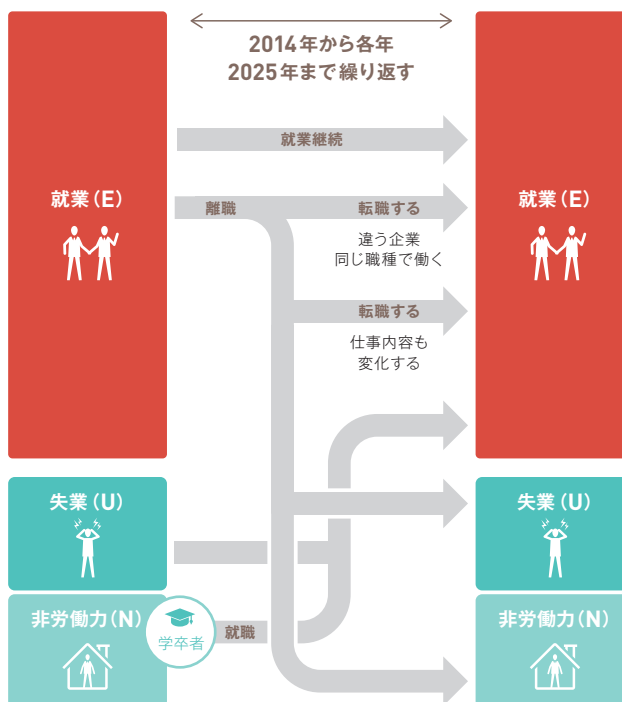 2014年から各年
2025年まで繰り返す
就業継続
就業(E)
離職
転職する
違う企業
同じ職種で働く
転職する
仕事内容も
変化する
就業(E)
失業(U)
失業(U)
非労働力(N)
学卒者
就職
非労働力(N)